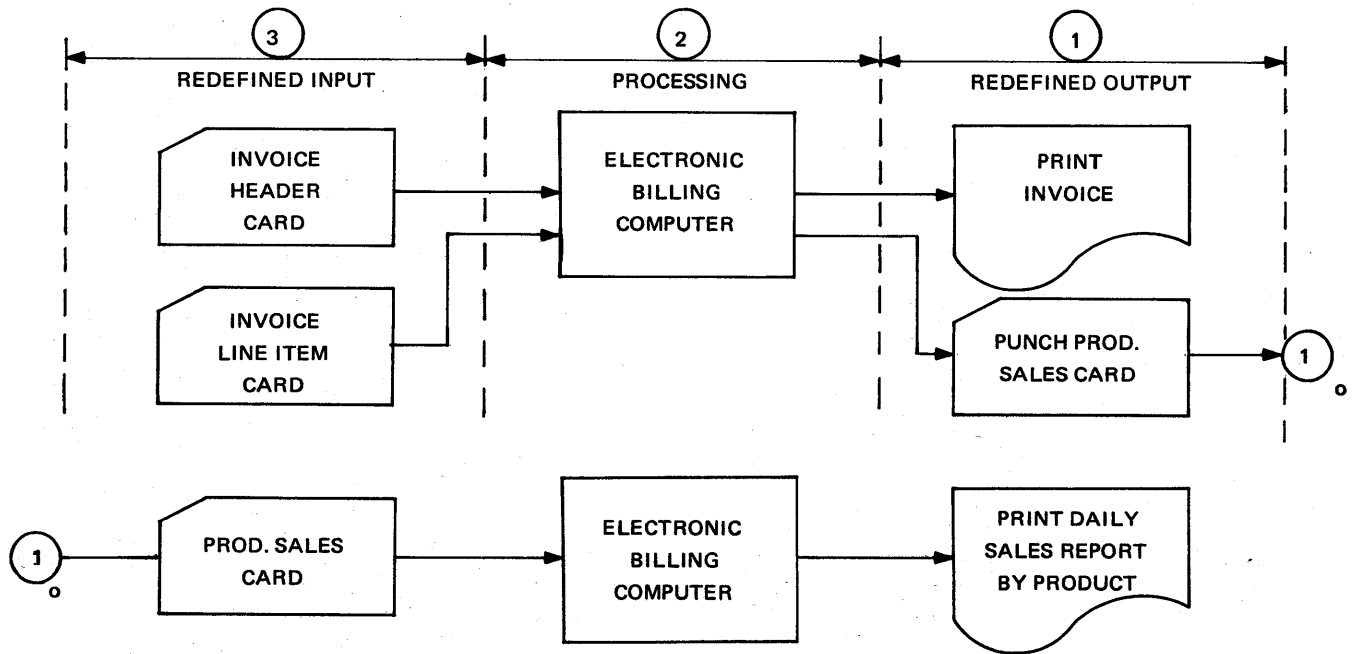 3
2
1
REDEFINED INPUT
PROCESSING
REDEFINED OUTPUT
INVOICE
HEADER
CARD
ELECTRONIC
BILLING
COMPUTER
PRINT
INVOICE
INVOICE
LINE ITEM
CARD
PUNCH PROD.
SALES CARD
1
o
1
o
PROD. SALES
CARD
ELECTRONIC
BILLING
COMPUTER
PRINT DAILY
SALES REPORT
BY PRODUCT